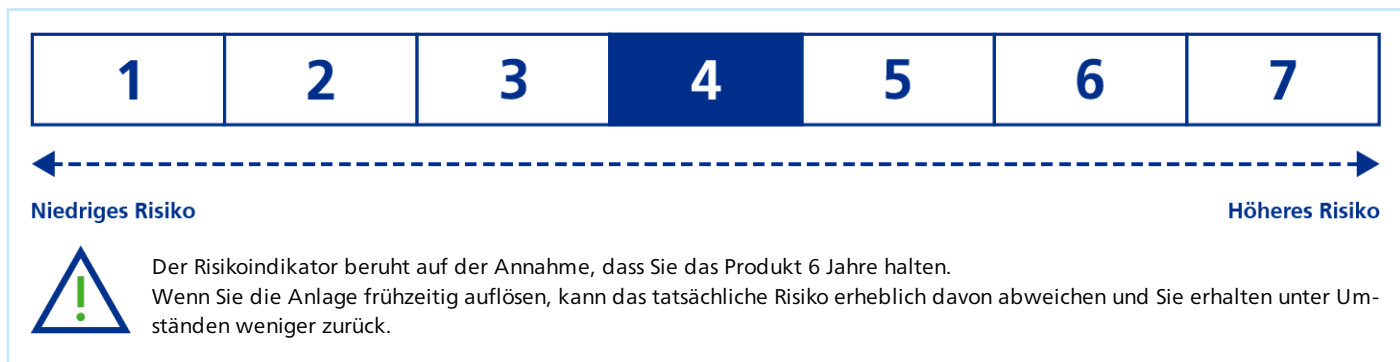 1 2 3 4 5 6 7
Niedriges Risiko Höheres Risiko
Der Risikoindikator beruht auf der Annahme, dass Sie das Produkt 6 Jahre halten.
Wenn Sie die Anlage frühzeitig auflösen, kann das tatsächliche Risiko erheblich davon abweichen und Sie erhalten unter Um-
ständen weniger zurück.